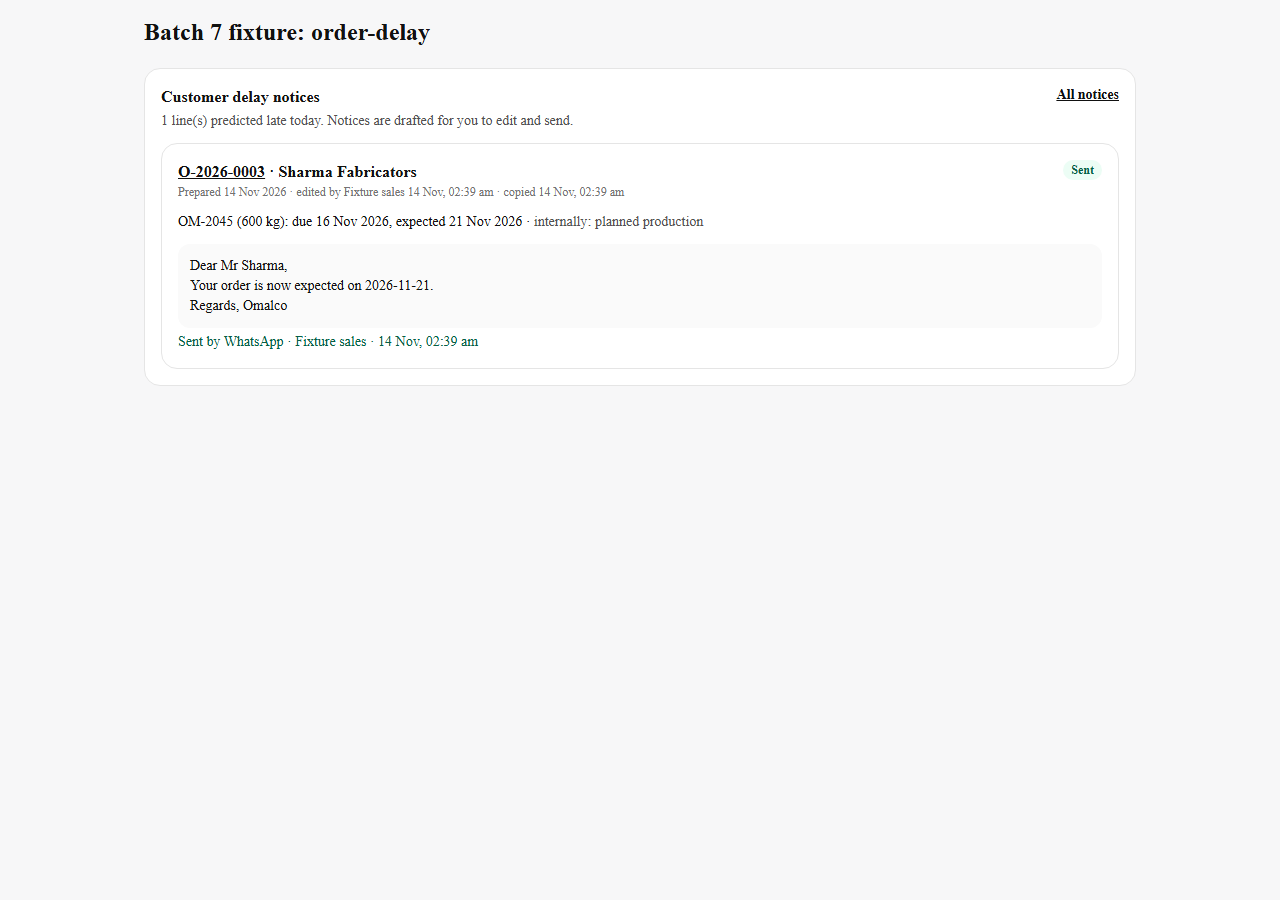 Batch 7 fixture: order-delay
Customer delay notices
All notices
1 line(s) predicted late today. Notices are drafted for you to edit and send.
O-2026-0003 · Sharma Fabricators
Sent
Prepared 14 Nov 2026 · edited by Fixture sales 14 Nov, 02:39 am · copied 14 Nov, 02:39 am
OM-2045 (600 kg): due 16 Nov 2026, expected 21 Nov 2026 · internally: planned production
Dear Mr Sharma,
Your order is now expected on 2026-11-21.
Regards, Omalco
Sent by WhatsApp · Fixture sales · 14 Nov, 02:39 am